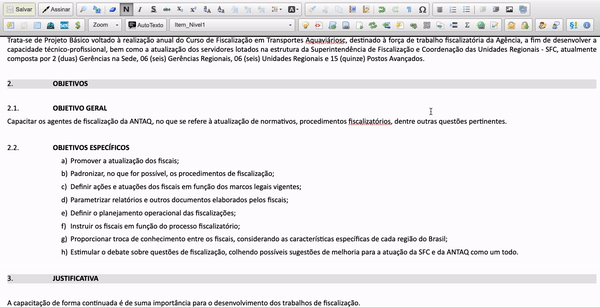 Salvar Assinar N I S abc X₂ X²
Zoom AutoTexto Item_Nivel1
Trata-se de Projeto Básico voltado à realização anual do Curso de Fiscalização em Transportes Aquaviáriosc, destinado à força de trabalho fiscalizatória da Agência, a fim de desenvolver a
capacidade técnico-profissional, bem como a atualização dos servidores lotados na estrutura da Superintendência de Fiscalização e Coordenação das Unidades Regionais - SFC, atualmente
composta por 2 (duas) Gerências na Sede, 06 (seis) Gerências Regionais, 06 (seis) Unidades Regionais e 15 (quinze) Postos Avançados.
2. OBJETIVOS
2.1. OBJETIVO GERAL
Capacitar os agentes de fiscalização da ANTAQ, no que se refere à atualização de normativos, procedimentos fiscalizatórios, dentre outras questões pertinentes.
2.2. OBJETIVOS ESPECÍFICOS
a) Promover a atualização dos fiscais;
b) Padronizar, no que for possível, os procedimentos de fiscalização;
c) Definir ações e atuações dos fiscais em função dos marcos legais vigentes;
d) Parametrizar relatórios e outros documentos elaborados pelos fiscais;
e) Definir o planejamento operacional das fiscalizações;
f) Instruir os fiscais em função do processo fiscalizatório;
g) Proporcionar troca de conhecimento entre os fiscais, considerando as características específicas de cada região do Brasil;
h) Estimular o debate sobre questões de fiscalização, colhendo possíveis sugestões de melhoria para a atuação da SFC e da ANTAQ como um todo.
3. JUSTIFICATIVA
A capacitação de forma continuada é de suma importância para o desenvolvimento dos trabalhos de fiscalização.